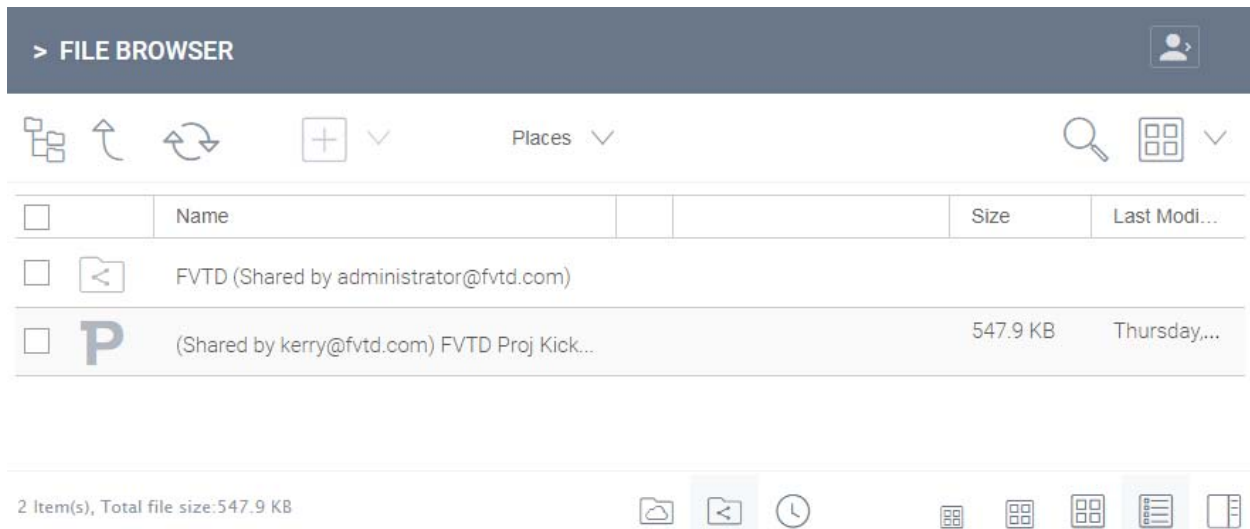 > FILE BROWSER
Places
Name Size Last Modi...
FVTD (Shared by administrator@fvtd.com)
P (Shared by kerry@fvtd.com) FVTD Proj Kick... 547.9 KB Thursday,...
2 Item(s), Total file size:547.9 KB